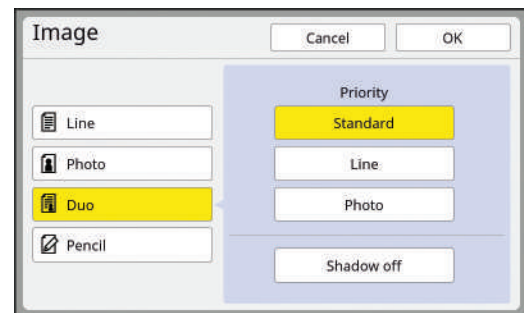 Image
Cancel
OK
Line
Photo
Duo
Pencil
Priority
Standard
Line
Photo
Shadow off